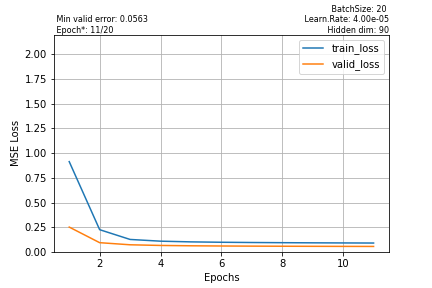 Min valid error: 0.0563
Epoch*: 11/20
BatchSize: 20
Learn.Rate: 4.00e-05
Hidden dim: 90
train_loss
valid_loss
2.00
1.75
1.50
1.25
1.00
0.75
0.50
0.25
0.00
MSE Loss
2 4 6 8 10
Epochs